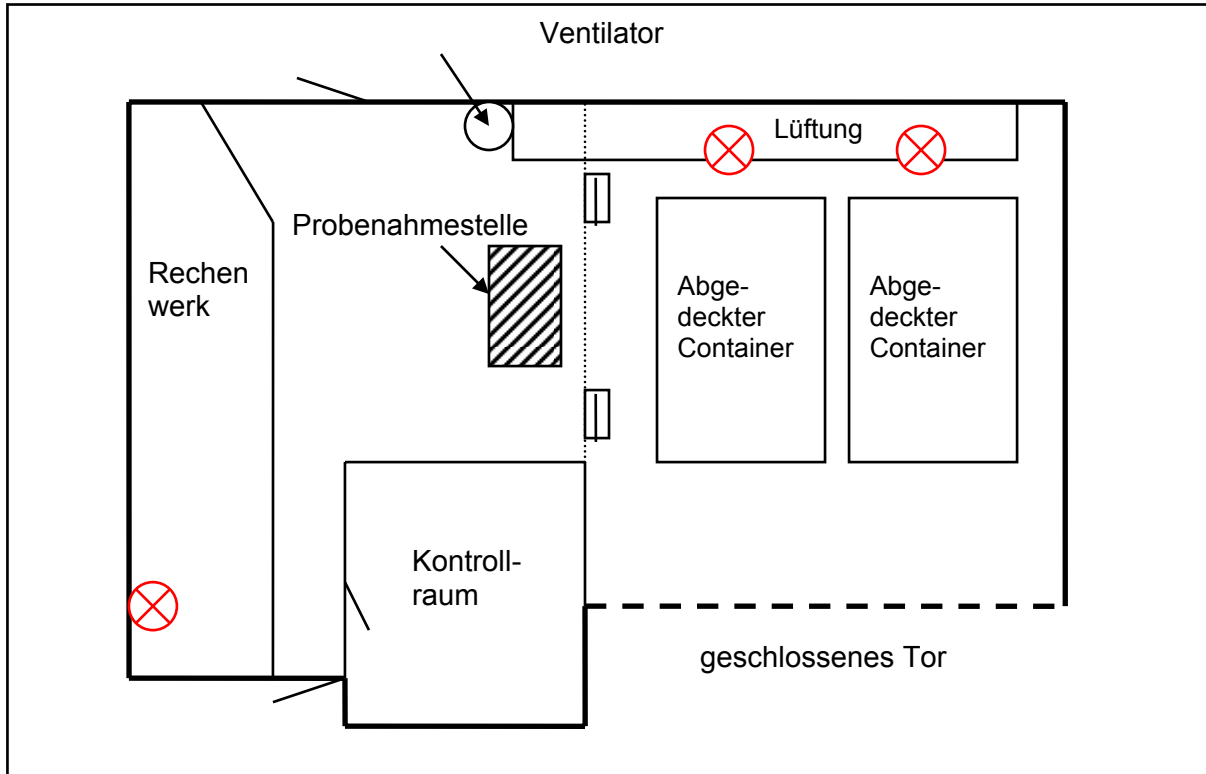 Ventilator
Lüftung
Probenahmestelle
Rechen
werk
Abge-
deckter
Container
Abge-
deckter
Container
Kontroll-
raum
geschlossenes Tor